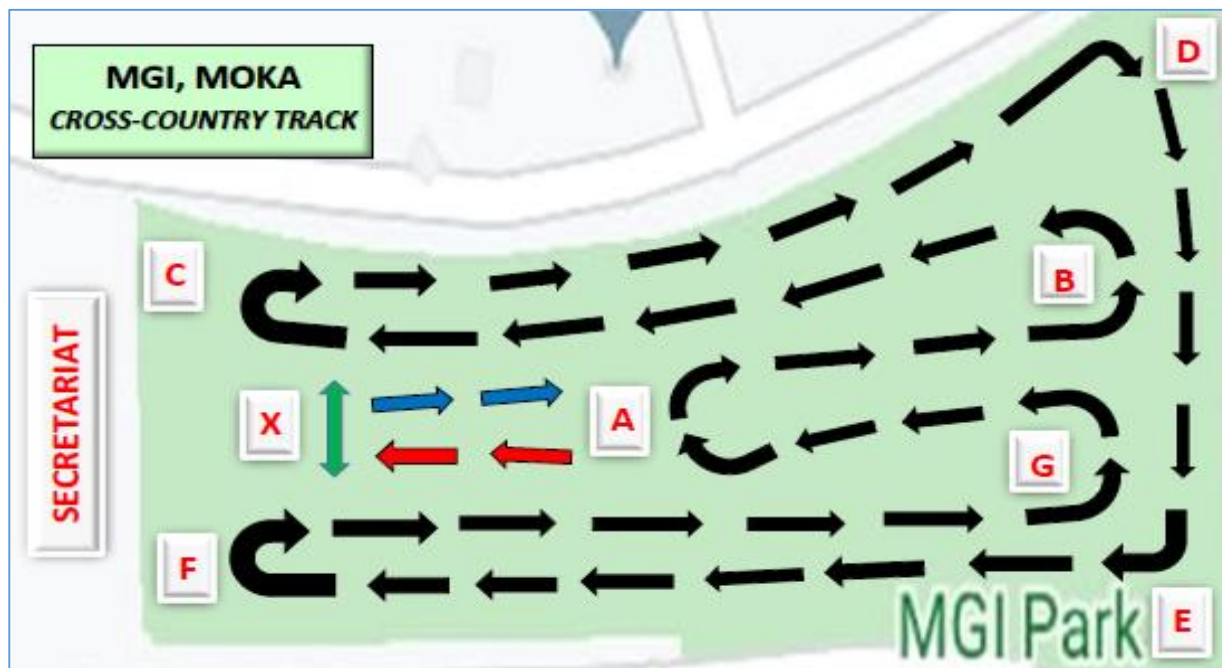 MGI, MOKA
CROSS-COUNTRY TRACK
D
C
B
SECRETARIAT
X
A
G
F
MGI Park
E